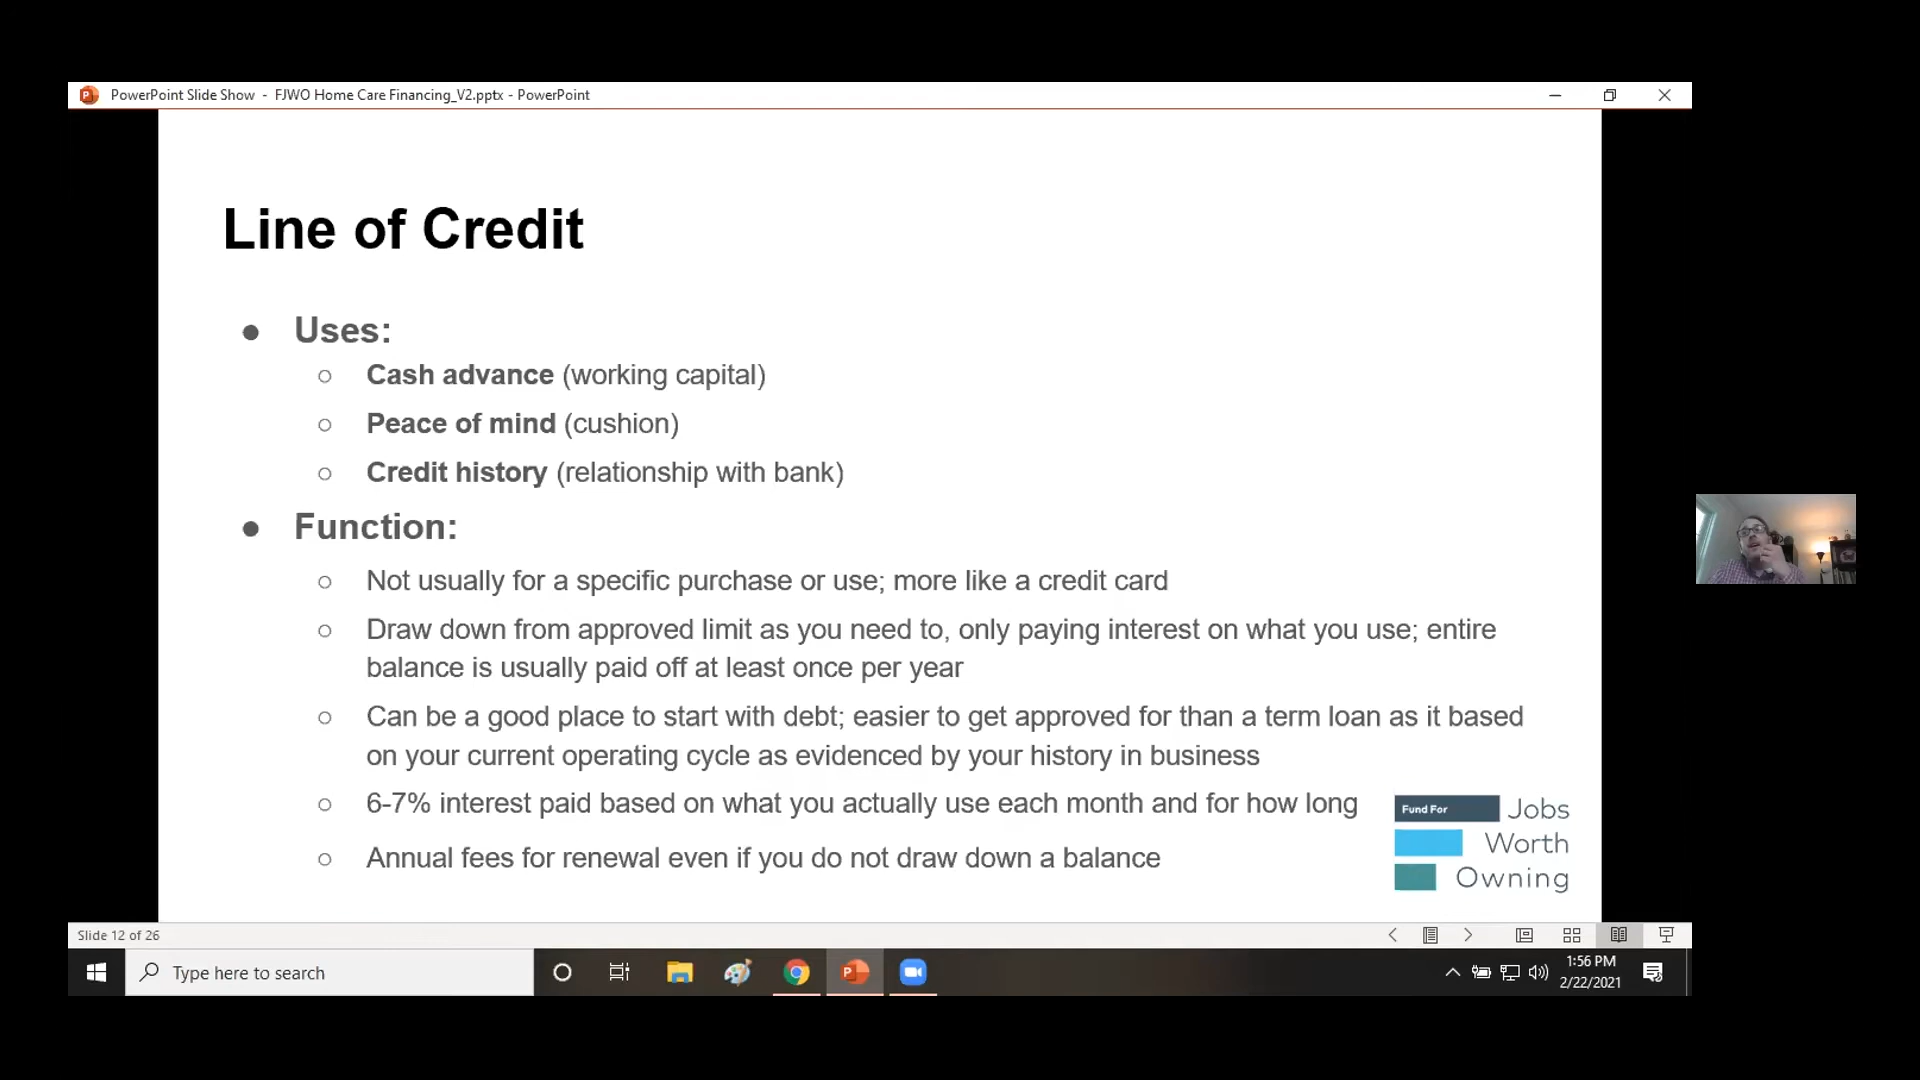 PowerPoint Slide Show - FJWO Home Care Financing_V2.pptx - PowerPoint
Line of Credit
● Uses:
○ Cash advance (working capital)
○ Peace of mind (cushion)
○ Credit history (relationship with bank)
● Function:
○ Not usually for a specific purchase or use; more like a credit card
○ Draw down from approved limit as you need to, only paying interest on what you use; entire
balance is usually paid off at least once per year
○ Can be a good place to start with debt; easier to get approved for than a term loan as it based
on your current operating cycle as evidenced by your history in business
○ 6-7% interest paid based on what you actually use each month and for how long
○ Annual fees for renewal even if you do not draw down a balance
Fund For Jobs
Worth
Owning
Slide 12 of 26
Type here to search
1:56 PM
2/22/2021